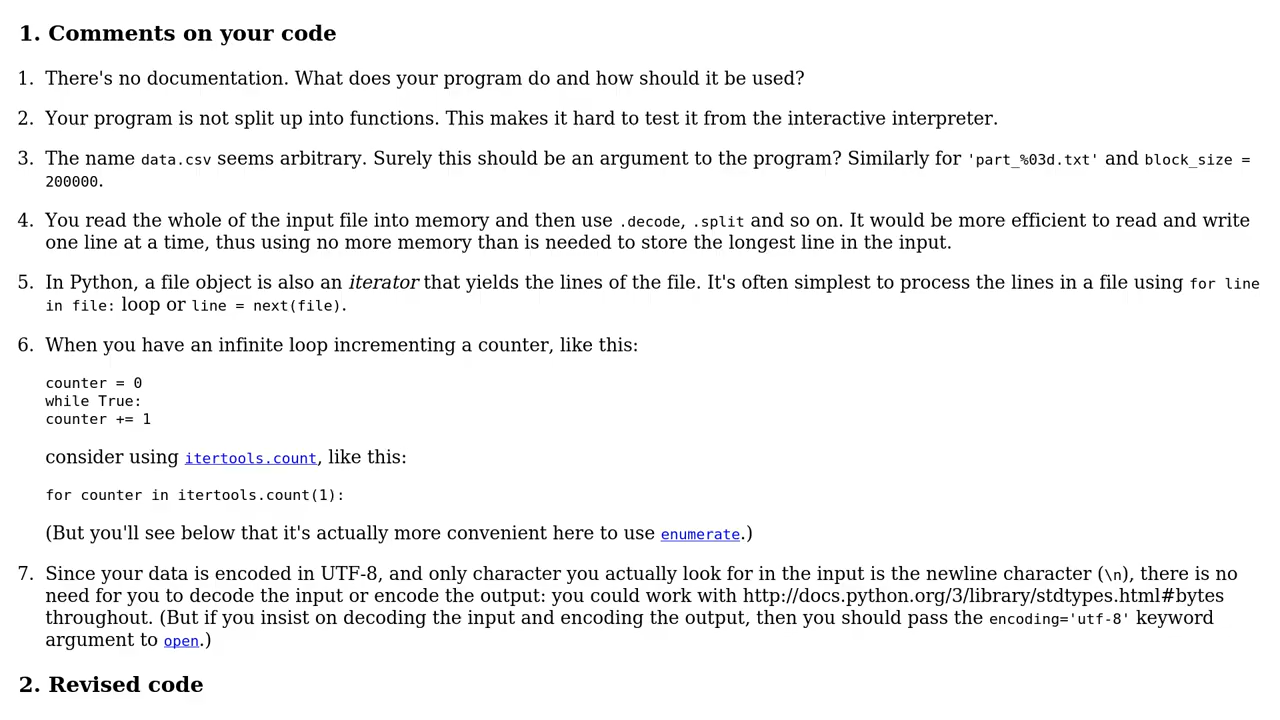 1. Comments on your code
1. There's no documentation. What does your program do and how should it be used?
2. Your program is not split up into functions. This makes it hard to test it from the interactive interpreter.
3. The name data.csv seems arbitrary. Surely this should be an argument to the program? Similarly for 'part_%03d.txt' and block_size =
200000.
4. You read the whole of the input file into memory and then use .decode, .split and so on. It would be more efficient to read and write
one line at a time, thus using no more memory than is needed to store the longest line in the input.
5. In Python, a file object is also an iterator that yields the lines of the file. It's often simplest to process the lines in a file using for line
in file: loop or line = next(file).
6. When you have an infinite loop incrementing a counter, like this:
counter = 0
while True:
counter += 1
consider using itertools.count, like this:
for counter in itertools.count(1):
(But you'll see below that it's actually more convenient here to use enumerate.)
7. Since your data is encoded in UTF-8, and only character you actually look for in the input is the newline character (\n), there is no
need for you to decode the input or encode the output: you could work with http://docs.python.org/3/library/stdtypes.html#bytes
throughout. (But if you insist on decoding the input and encoding the output, then you should pass the encoding='utf-8' keyword
argument to open.)
2. Revised code